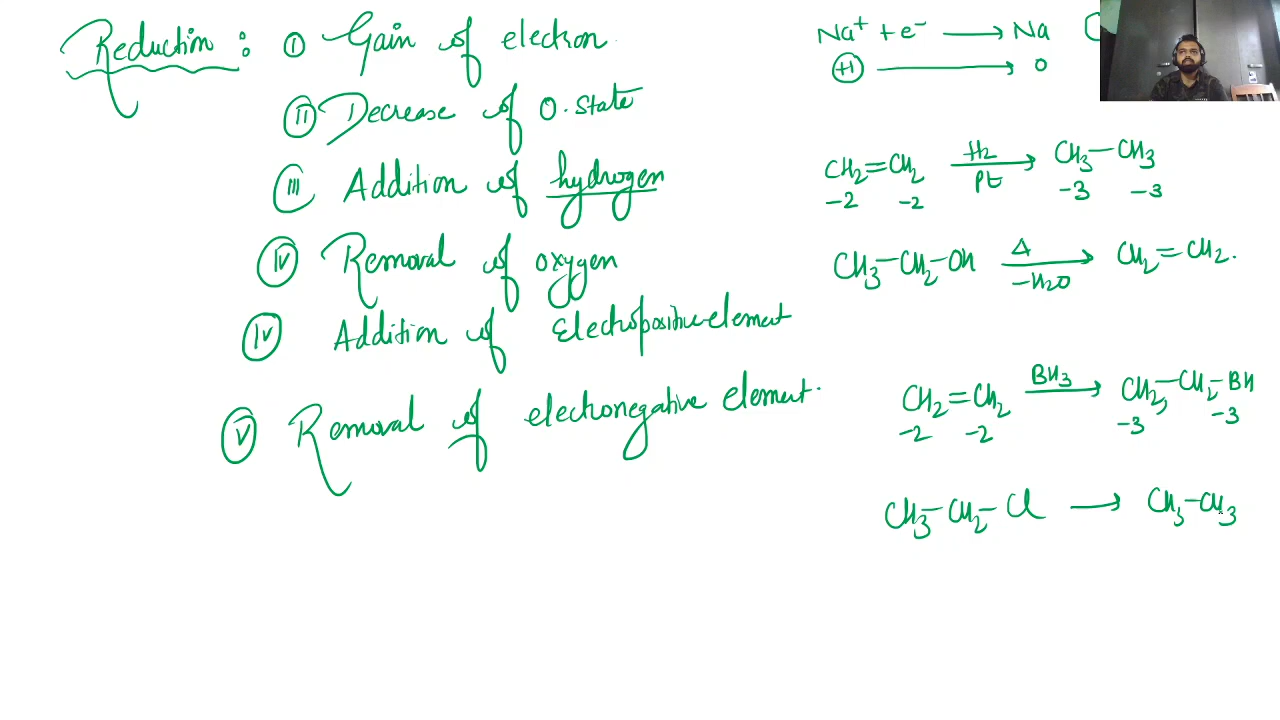 Reduction : (i) Gain of electron. Na⁺ + e⁻ ⟶ Na
(+1) ⟶ 0
(ii) Decrease of O. state
(iii) Addition of hydrogen CH₂=CH₂ H₂ Pt ⟶ CH₃–CH₃
-2 -2 -3 -3
(iv) Removal of oxygen CH₃–CH₂–OH Δ -H₂O ⟶ CH₂=CH₂.
(iv) Addition of Electropositive element
(v) Removal of electronegative element. CH₂=CH₂ BH₃ ⟶ CH₂–CH₂–BH
-2 -2 -3 -3
CH₃–CH₂–Cl ⟶ CH₃–CH₃